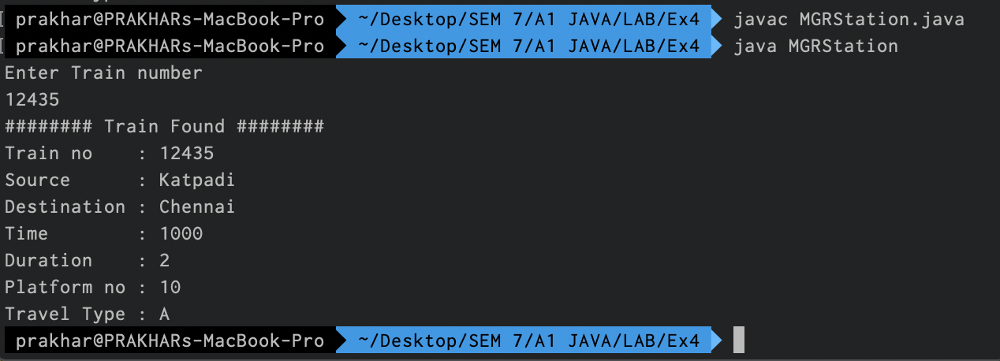 prakhar@PRAKHARs-MacBook-Pro ~/Desktop/SEM 7/A1 JAVA/LAB/Ex4 javac MGRStation.java
prakhar@PRAKHARs-MacBook-Pro ~/Desktop/SEM 7/A1 JAVA/LAB/Ex4 java MGRStation
Enter Train number
12435
######## Train Found ########
Train no    : 12435
Source      : Katpadi
Destination : Chennai
Time        : 1000
Duration    : 2
Platform no : 10
Travel Type : A
prakhar@PRAKHARs-MacBook-Pro ~/Desktop/SEM 7/A1 JAVA/LAB/Ex4